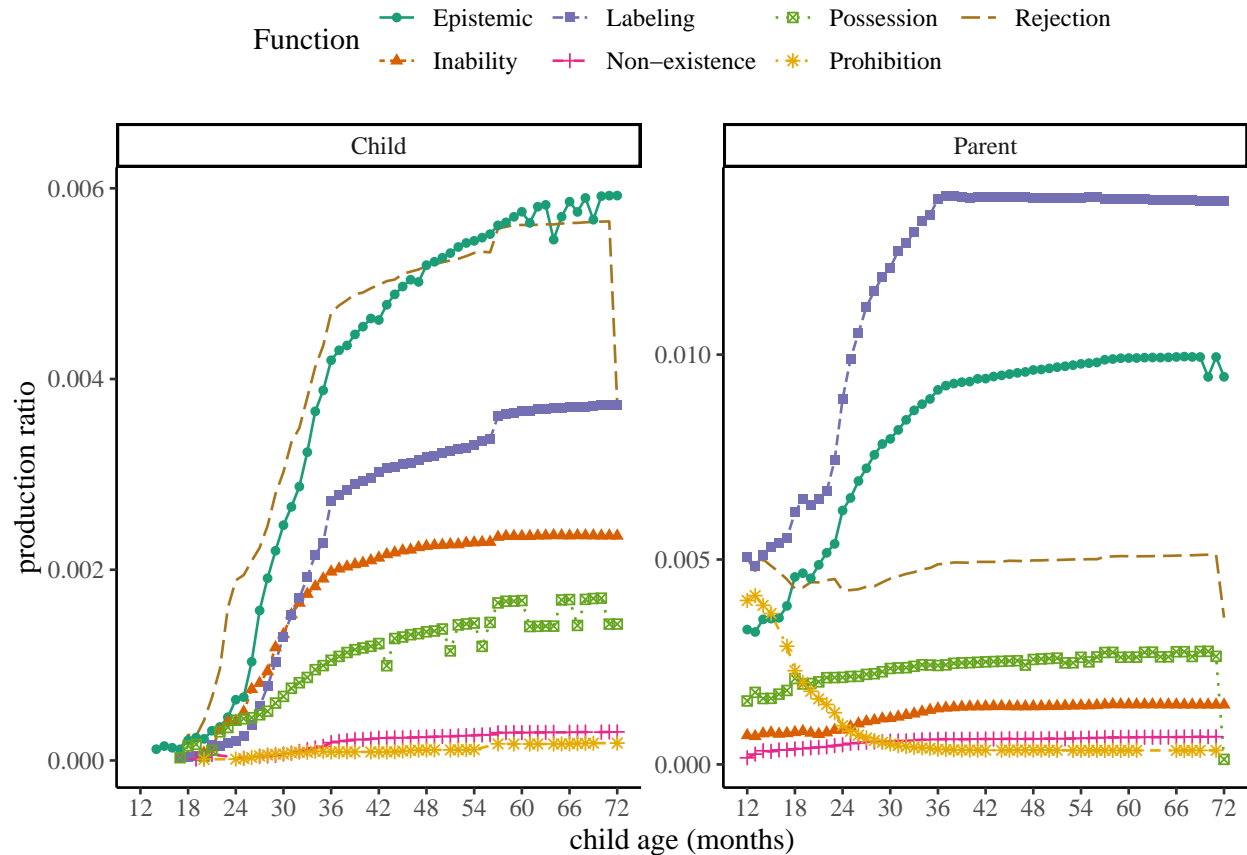 Function
Epistemic Labeling Possession Rejection
Inability Non−existence Prohibition
Child Parent
production ratio
0.006
0.004
0.002
0.000
0.010
0.005
0.000
12 18 24 30 36 42 48 54 60 66 72 12 18 24 30 36 42 48 54 60 66 72
child age (months)